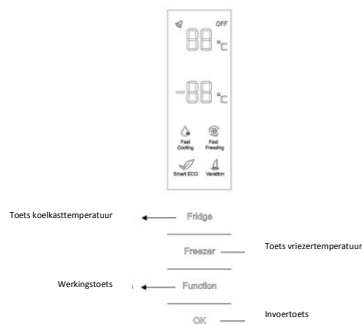 OFF
88 °C
-88 °C
Fast Cooling
Fast Freezing
Smart ECO
Vacation
Toets koelkasttemperatuur
Fridge
Freezer
Toets vriezertemperatuur
Werkingstoets
Function
OK
Invoertoets